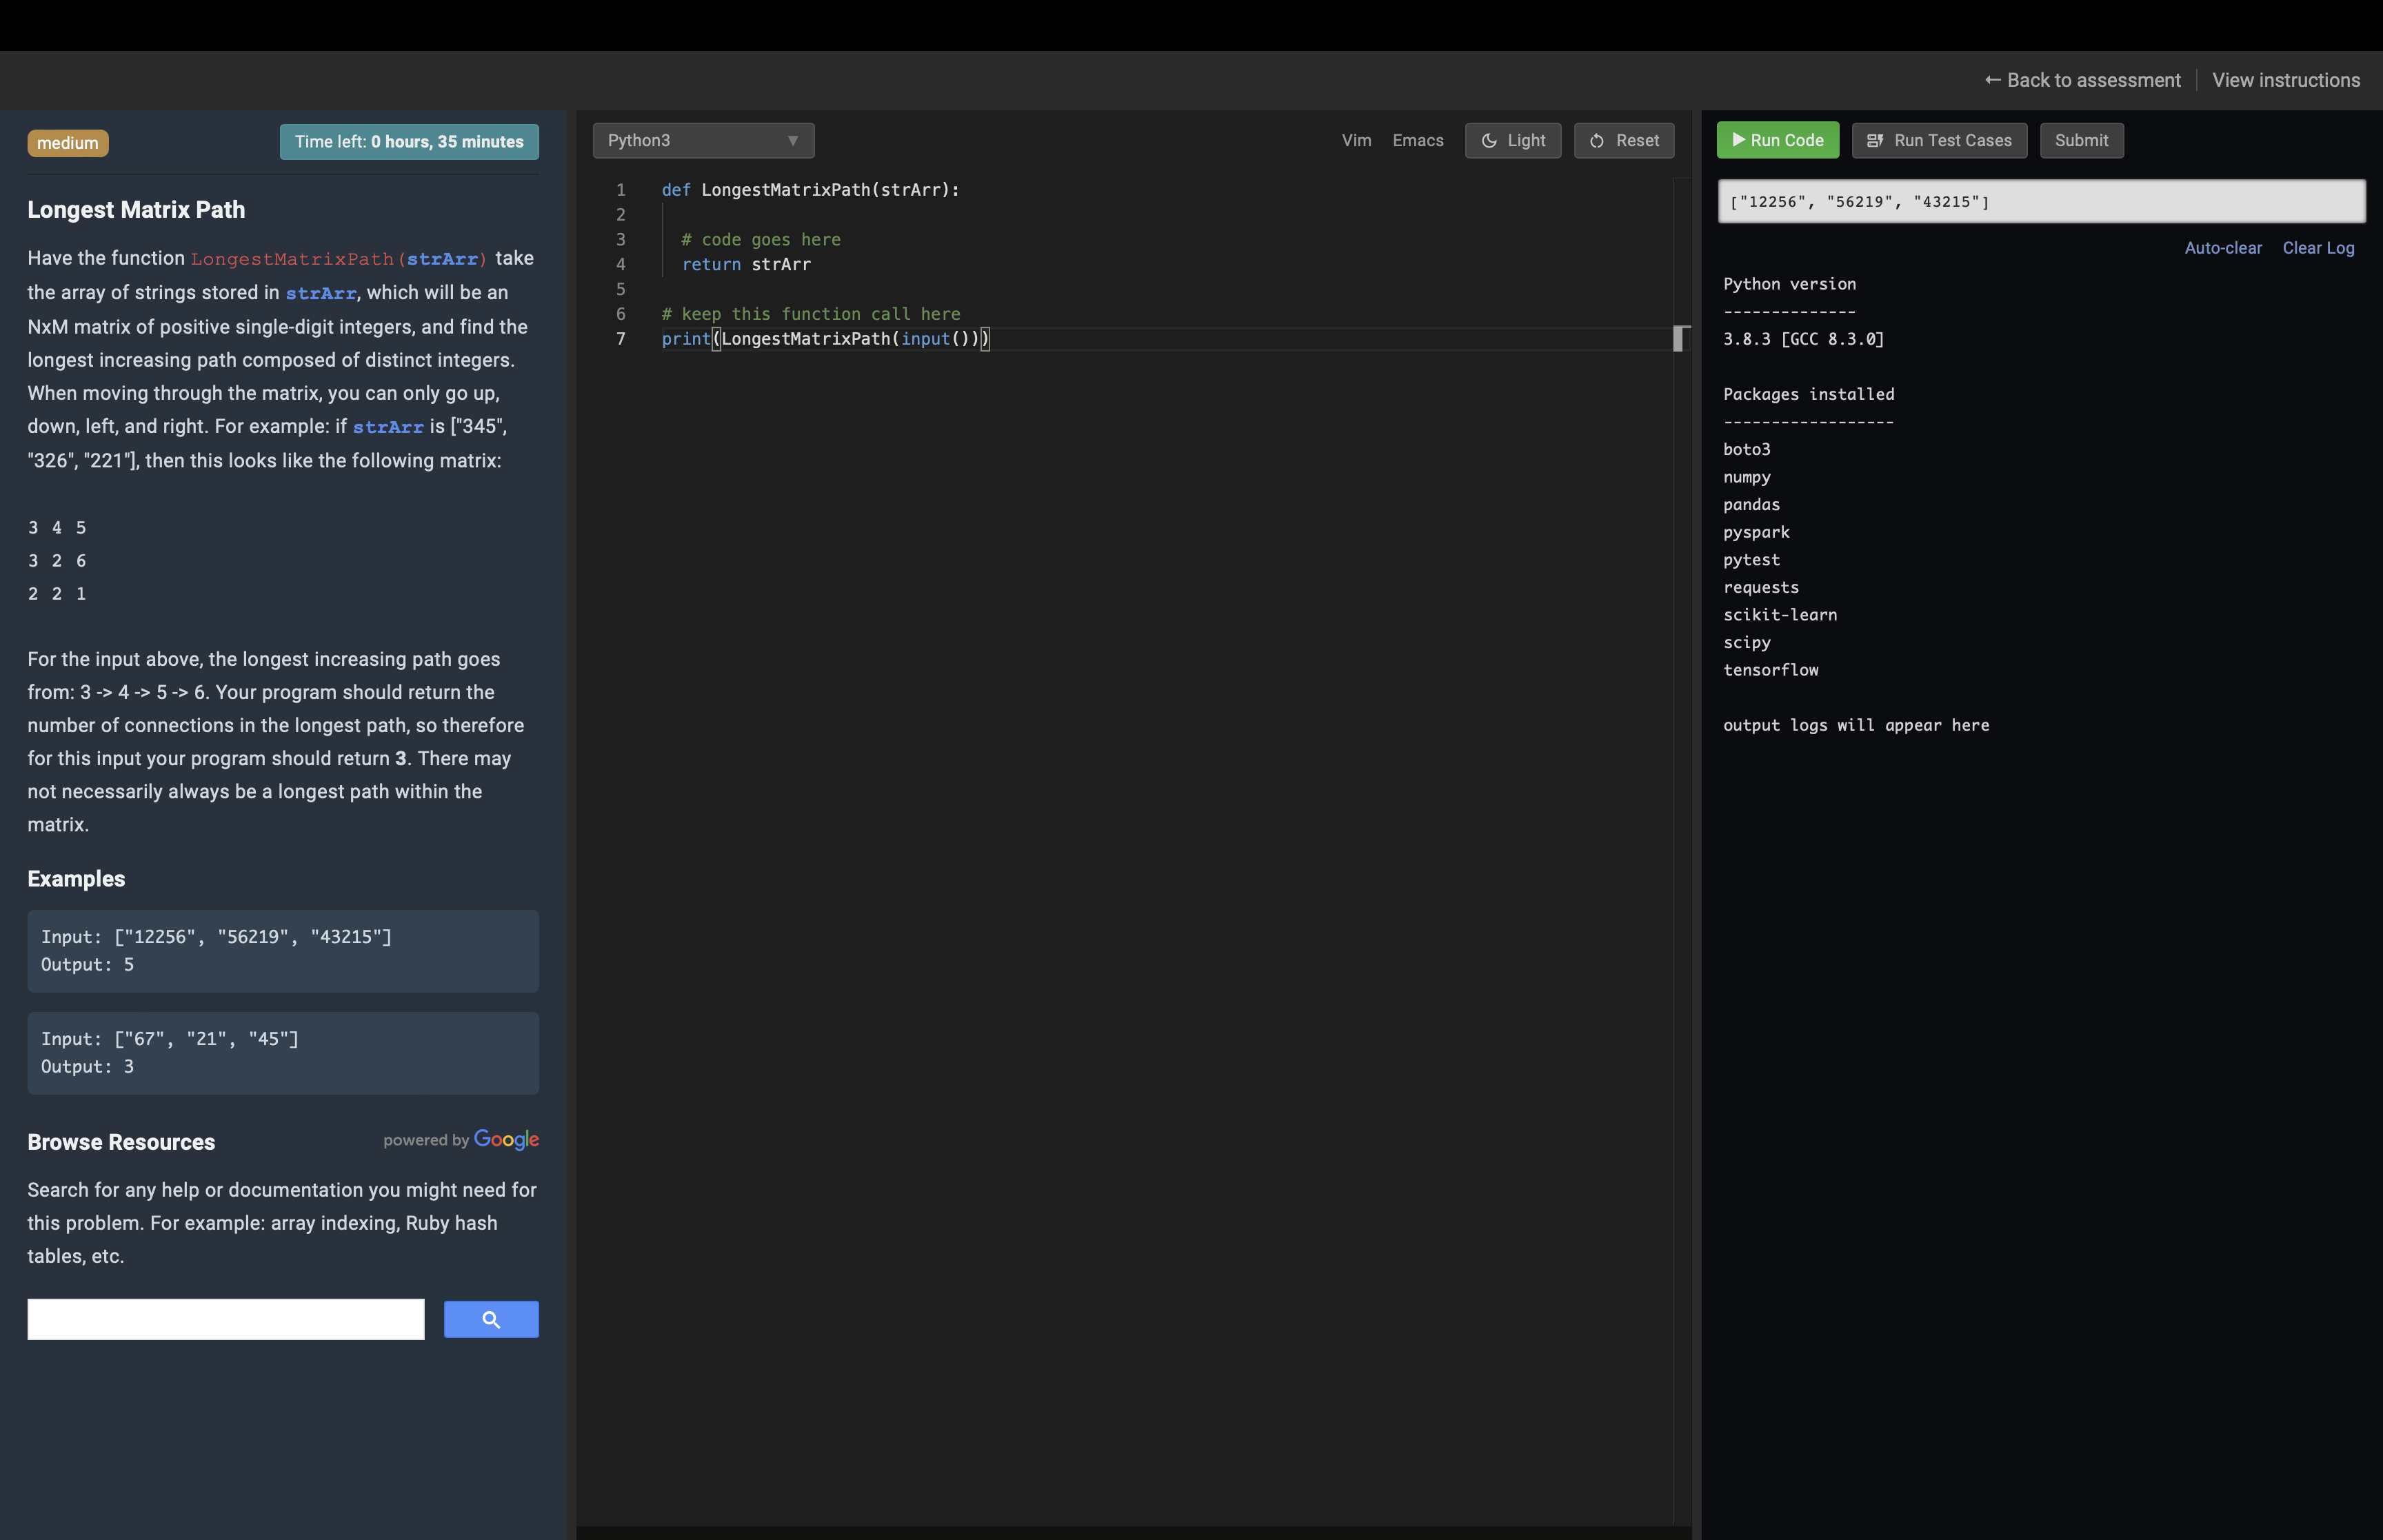 ← Back to assessment
View instructions
medium
Time left: 0 hours, 35 minutes
Longest Matrix Path
Have the function LongestMatrixPath(strArr) take
the array of strings stored in strArr, which will be an
NxM matrix of positive single-digit integers, and find the
longest increasing path composed of distinct integers.
When moving through the matrix, you can only go up,
down, left, and right. For example: if strArr is ["345",
"326", "221"], then this looks like the following matrix:
3 4 5
3 2 6
2 2 1
For the input above, the longest increasing path goes
from: 3 -> 4 -> 5 -> 6. Your program should return the
number of connections in the longest path, so therefore
for this input your program should return 3. There may
not necessarily always be a longest path within the
matrix.
Examples
Input: ["12256", "56219", "43215"]
Output: 5
Input: ["67", "21", "45"]
Output: 3
Browse Resources
powered by Google
Search for any help or documentation you might need for
this problem. For example: array indexing, Ruby hash
tables, etc.
Python3
Vim
Emacs
Light
Reset
1 def LongestMatrixPath(strArr):
2
3 # code goes here
4 return strArr
5
6 # keep this function call here
7 print(LongestMatrixPath(input()))
Run Code
Run Test Cases
Submit
["12256", "56219", "43215"]
Auto-clear
Clear Log
Python version
--------------
3.8.3 [GCC 8.3.0]
Packages installed
------------------
boto3
numpy
pandas
pyspark
pytest
requests
scikit-learn
scipy
tensorflow
output logs will appear here